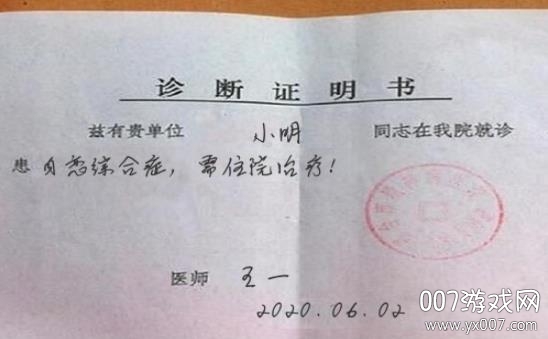 诊断证明书
兹有贵单位 小明 同志在我院就诊
患自恋综合症，需住院治疗！
医师 王一
2020.06.02
007游戏网
www.yx007.com